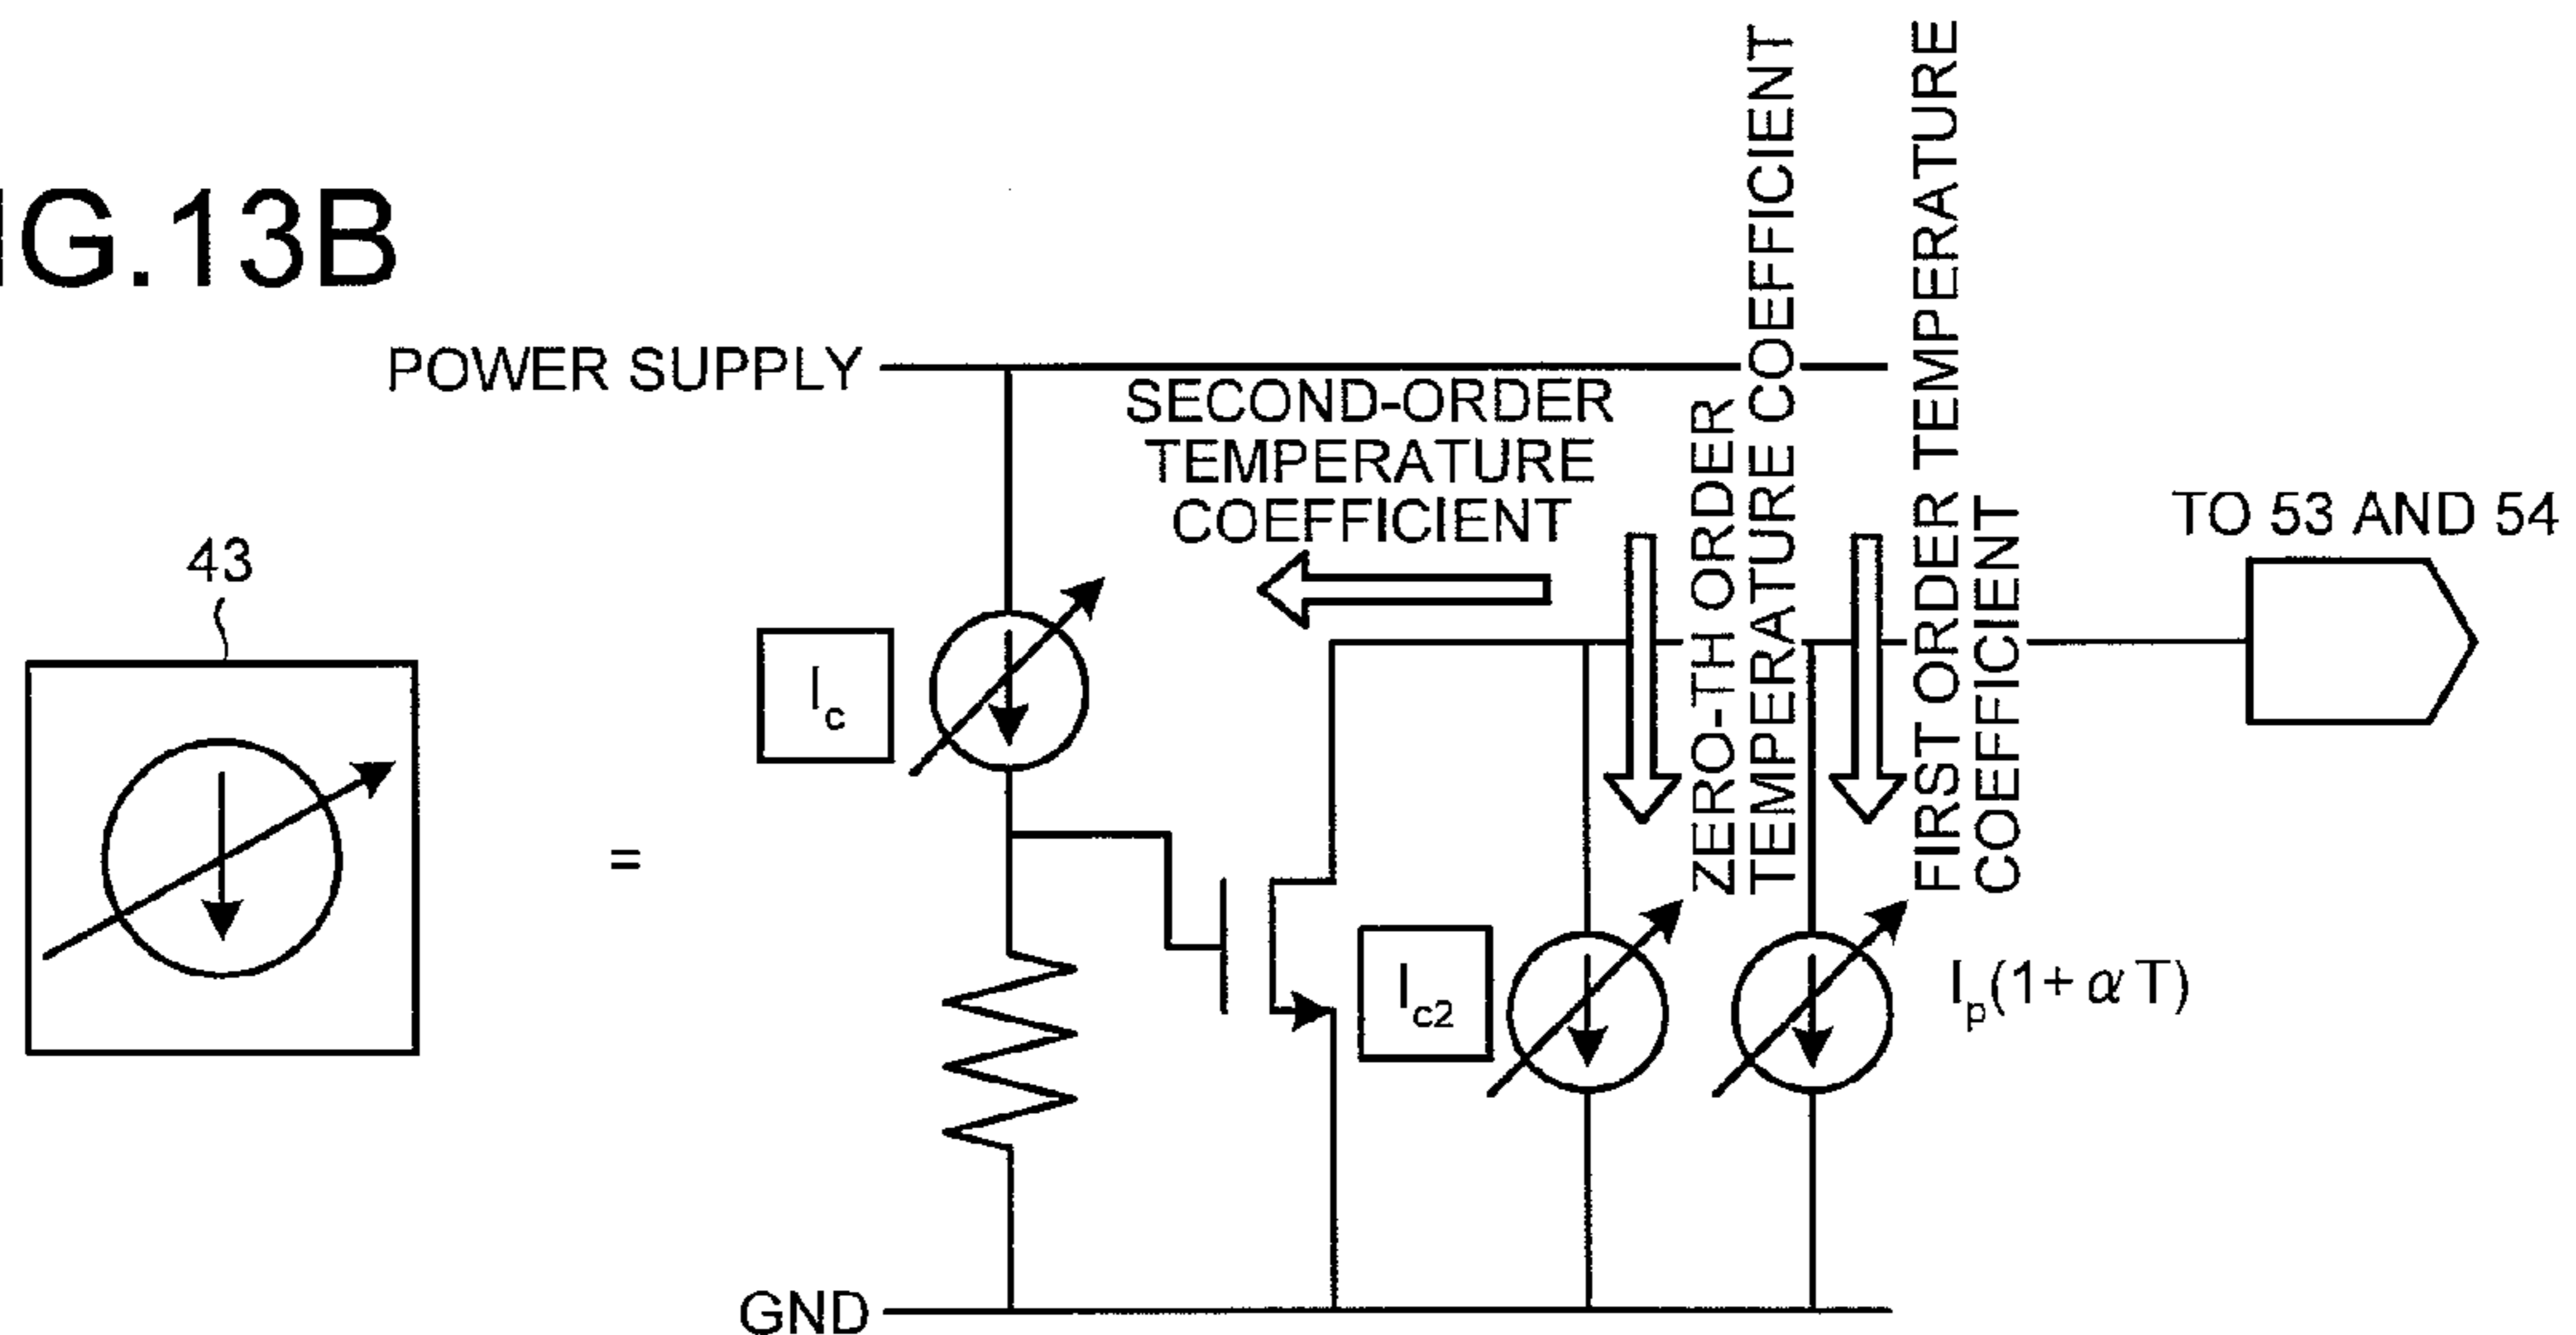 IG.13B
POWER SUPPLY
SECOND-ORDER
TEMPERATURE
COEFFICIENT
ZERO-TH ORDER
TEMPERATURE COEFFICIENT
FIRST ORDER TEMPERATURE
COEFFICIENT
TO 53 AND 54
43
=
Ic
Ic2
Ip(1+αT)
GND